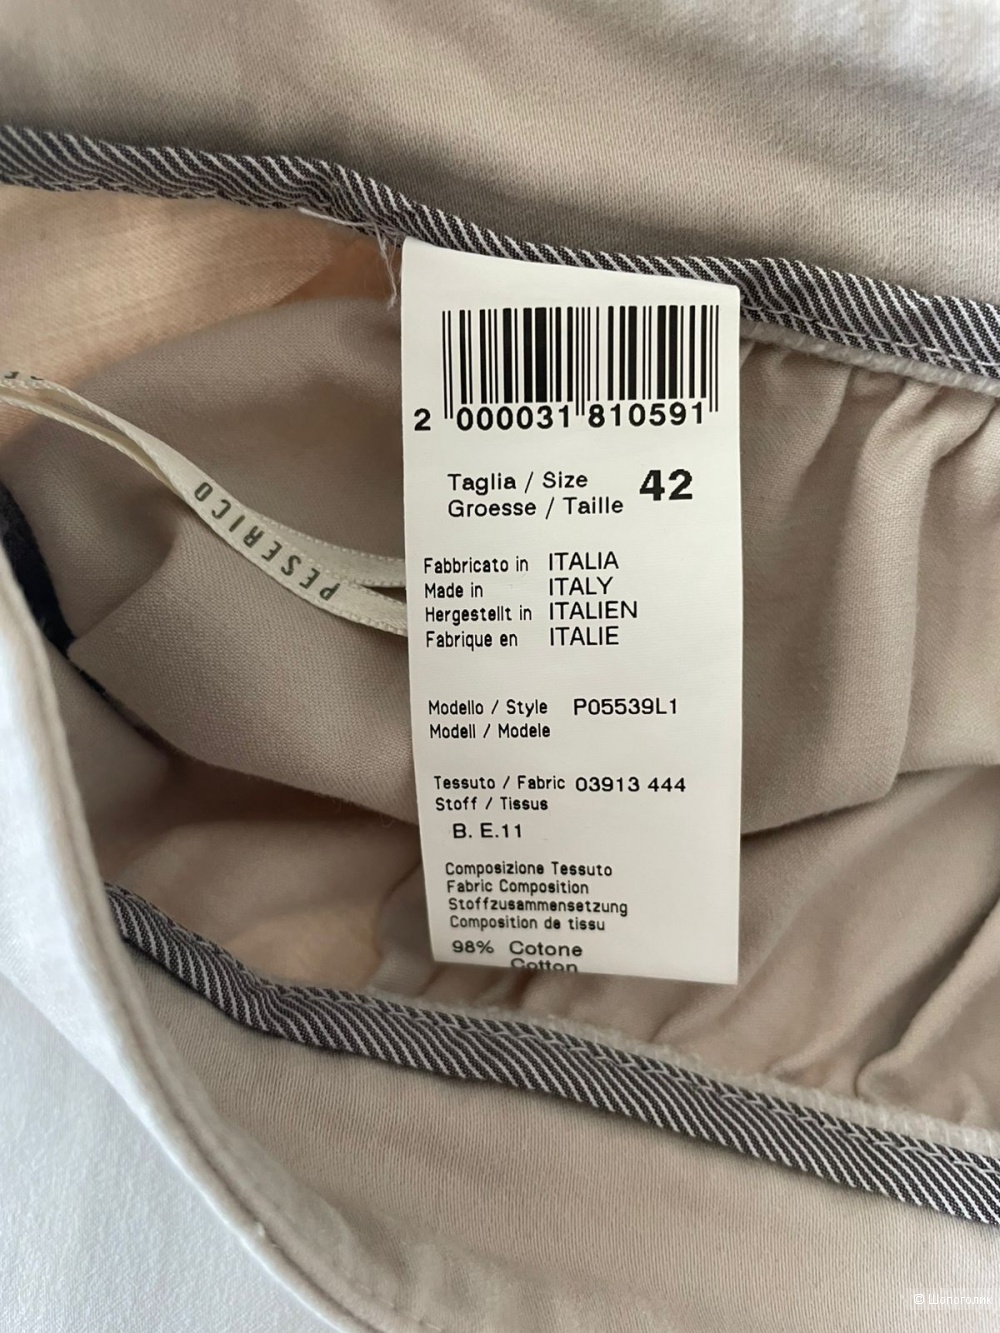 2 000031 810591
Taglia / Size 42
Groesse / Taille
Fabbricato in ITALIA
Made in ITALY
Hergestellt in ITALIEN
Fabrique en ITALIE
Modello / Style P05539L1
Modell / Modele
Tessuto / Fabric 03913 444
Stoff / Tissus
B. E.11
Composizione Tessuto
Fabric Composition
Stoffzusammensetzung
Composition de tissu
98% Cotone
Cotton
PESERICO
© Шопоголик